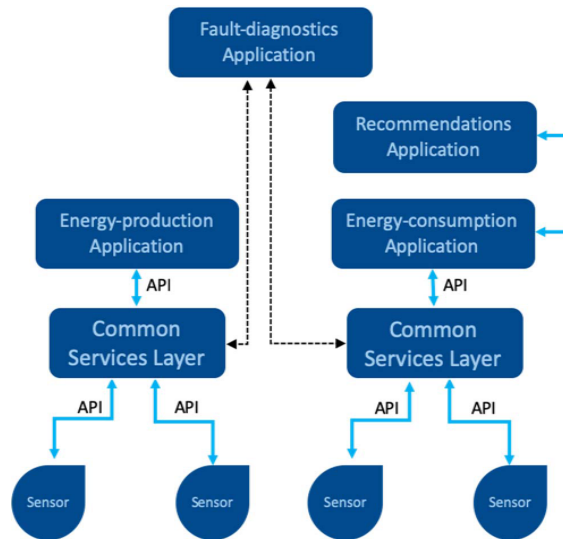 Fault-diagnostics
Application
Recommendations
Application
Energy-production
Application
Energy-consumption
Application
API
API
Common
Services Layer
Common
Services Layer
API
API
API
API
Sensor
Sensor
Sensor
Sensor